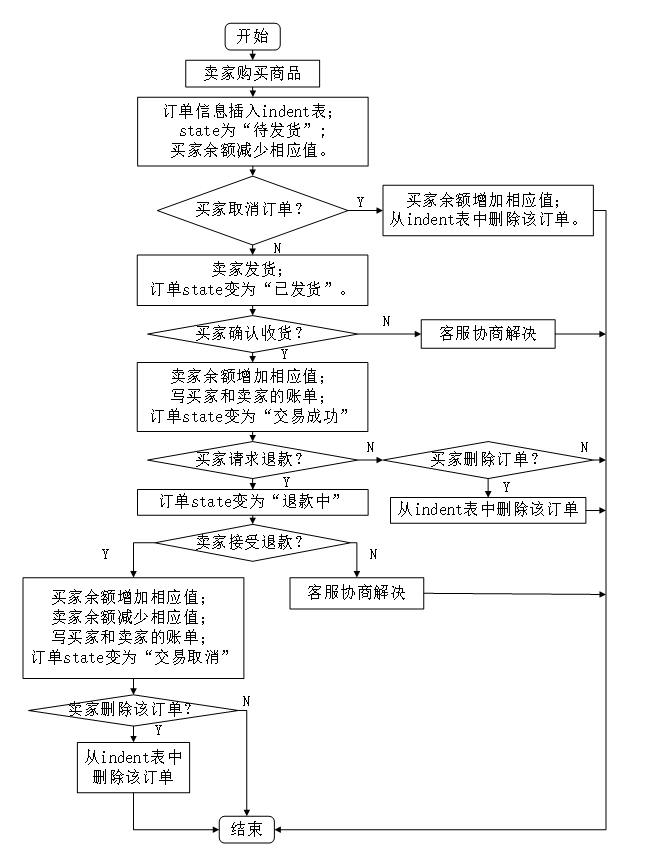 开始
卖家购买商品
订单信息插入indent表；
state为“待发货”；
买家余额减少相应值。
买家取消订单？
Y
买家余额增加相应值；
从indent表中删除该订单。
N
卖家发货；
订单state变为“已发货”。
买家确认收货？
N
客服协商解决
Y
卖家余额增加相应值；
写买家和卖家的账单；
订单state变为“交易成功”
买家请求退款？
N
买家删除订单？
N
Y
Y
订单state变为“退款中”
从indent表中删除该订单
卖家接受退款？
Y
N
买家余额增加相应值；
卖家余额减少相应值；
写买家和卖家的账单；
订单state变为“交易取消”
客服协商解决
卖家删除该订单？
N
Y
从indent表中
删除该订单
结束